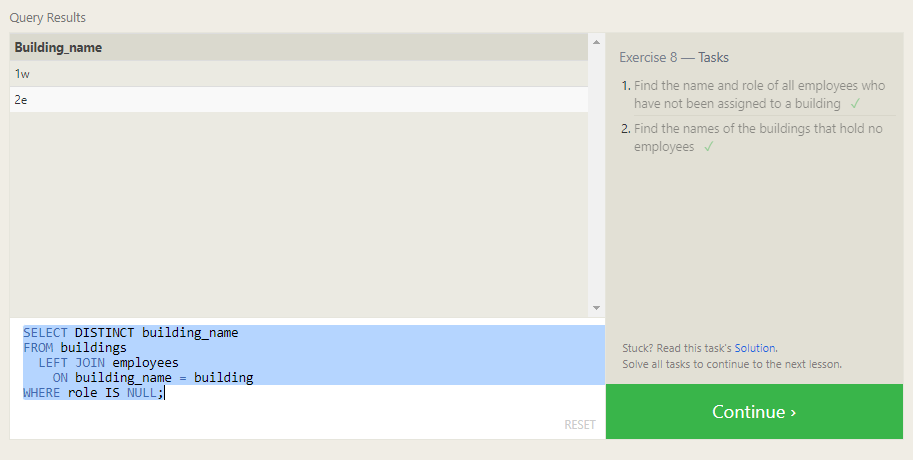 Query Results
Building_name
1w
2e
SELECT DISTINCT building_name
FROM buildings
LEFT JOIN employees
ON building_name = building
WHERE role IS NULL;
RESET
Exercise 8 — Tasks
1. Find the name and role of all employees who
have not been assigned to a building ✓
2. Find the names of the buildings that hold no
employees ✓
Stuck? Read this task's Solution.
Solve all tasks to continue to the next lesson.
Continue ›